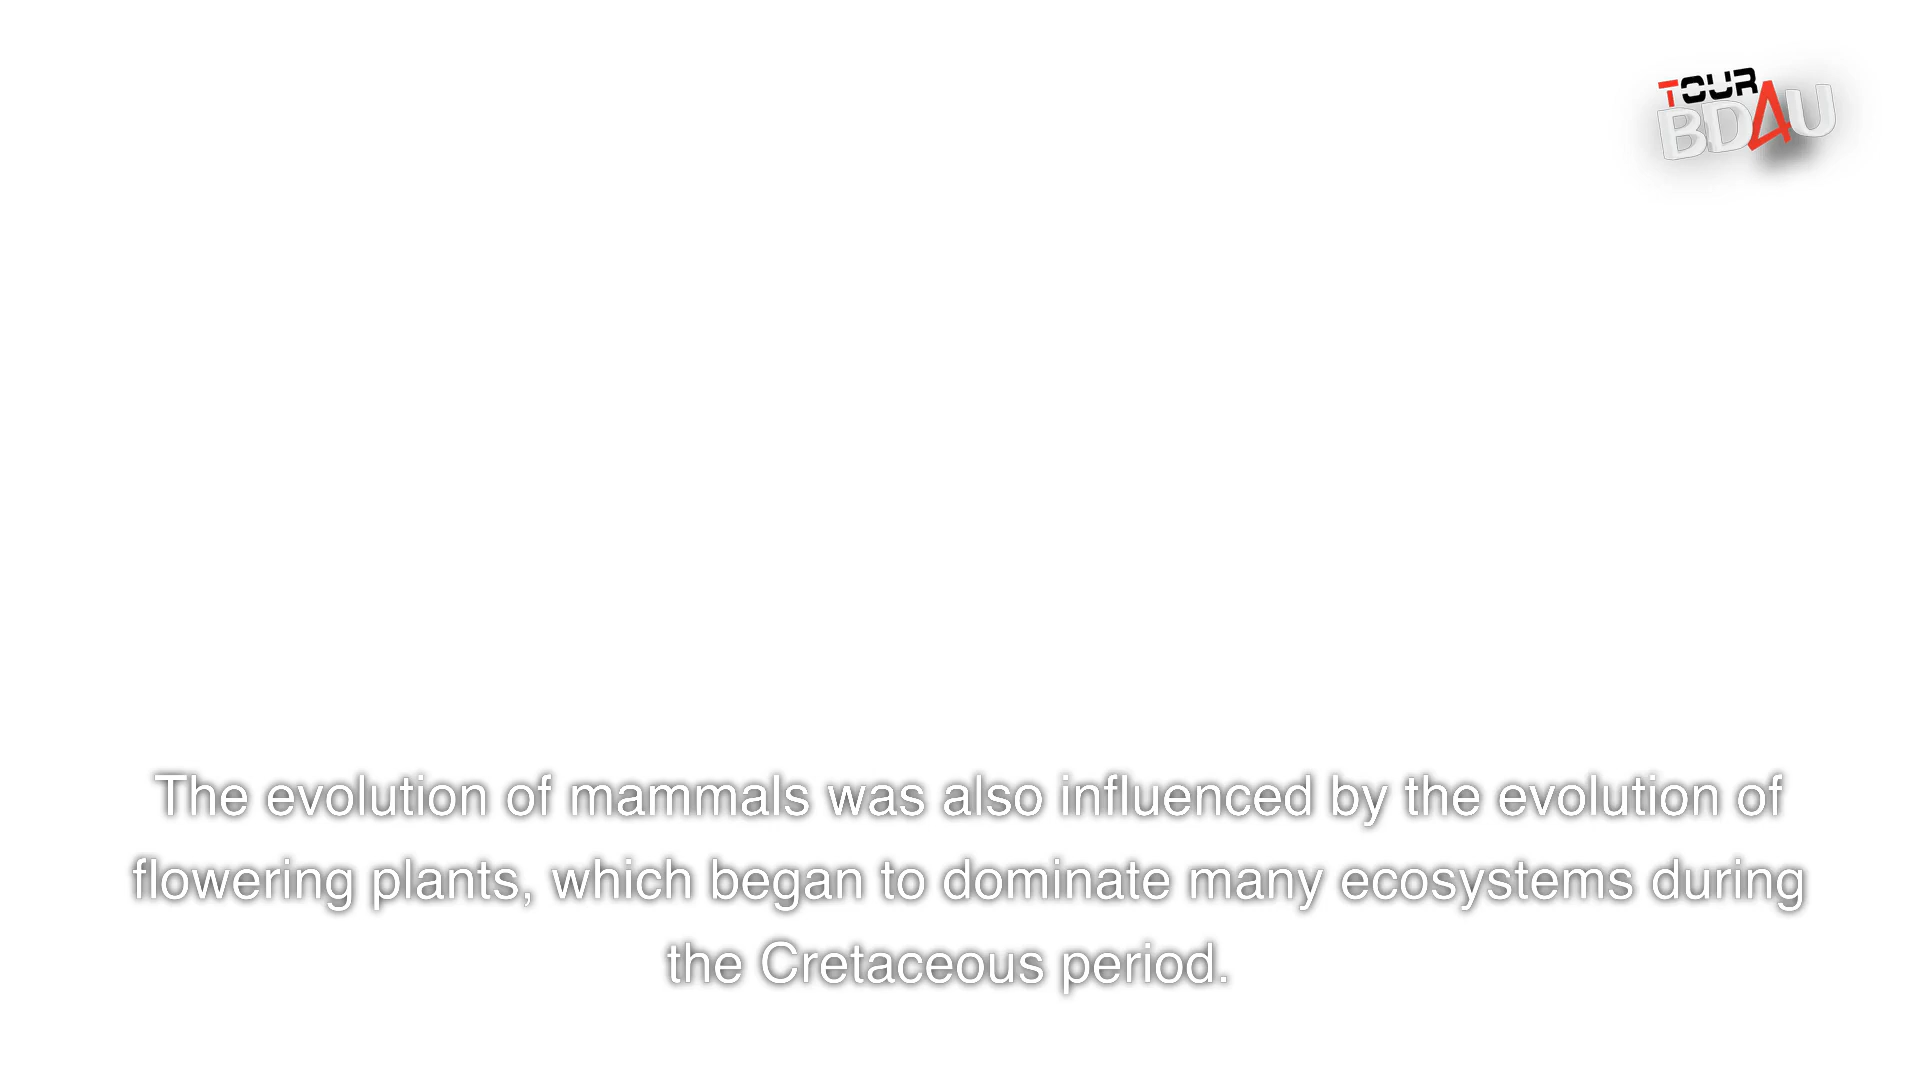 TOUR
BD4U
The evolution of mammals was also influenced by the evolution of
flowering plants, which began to dominate many ecosystems during
the Cretaceous period.